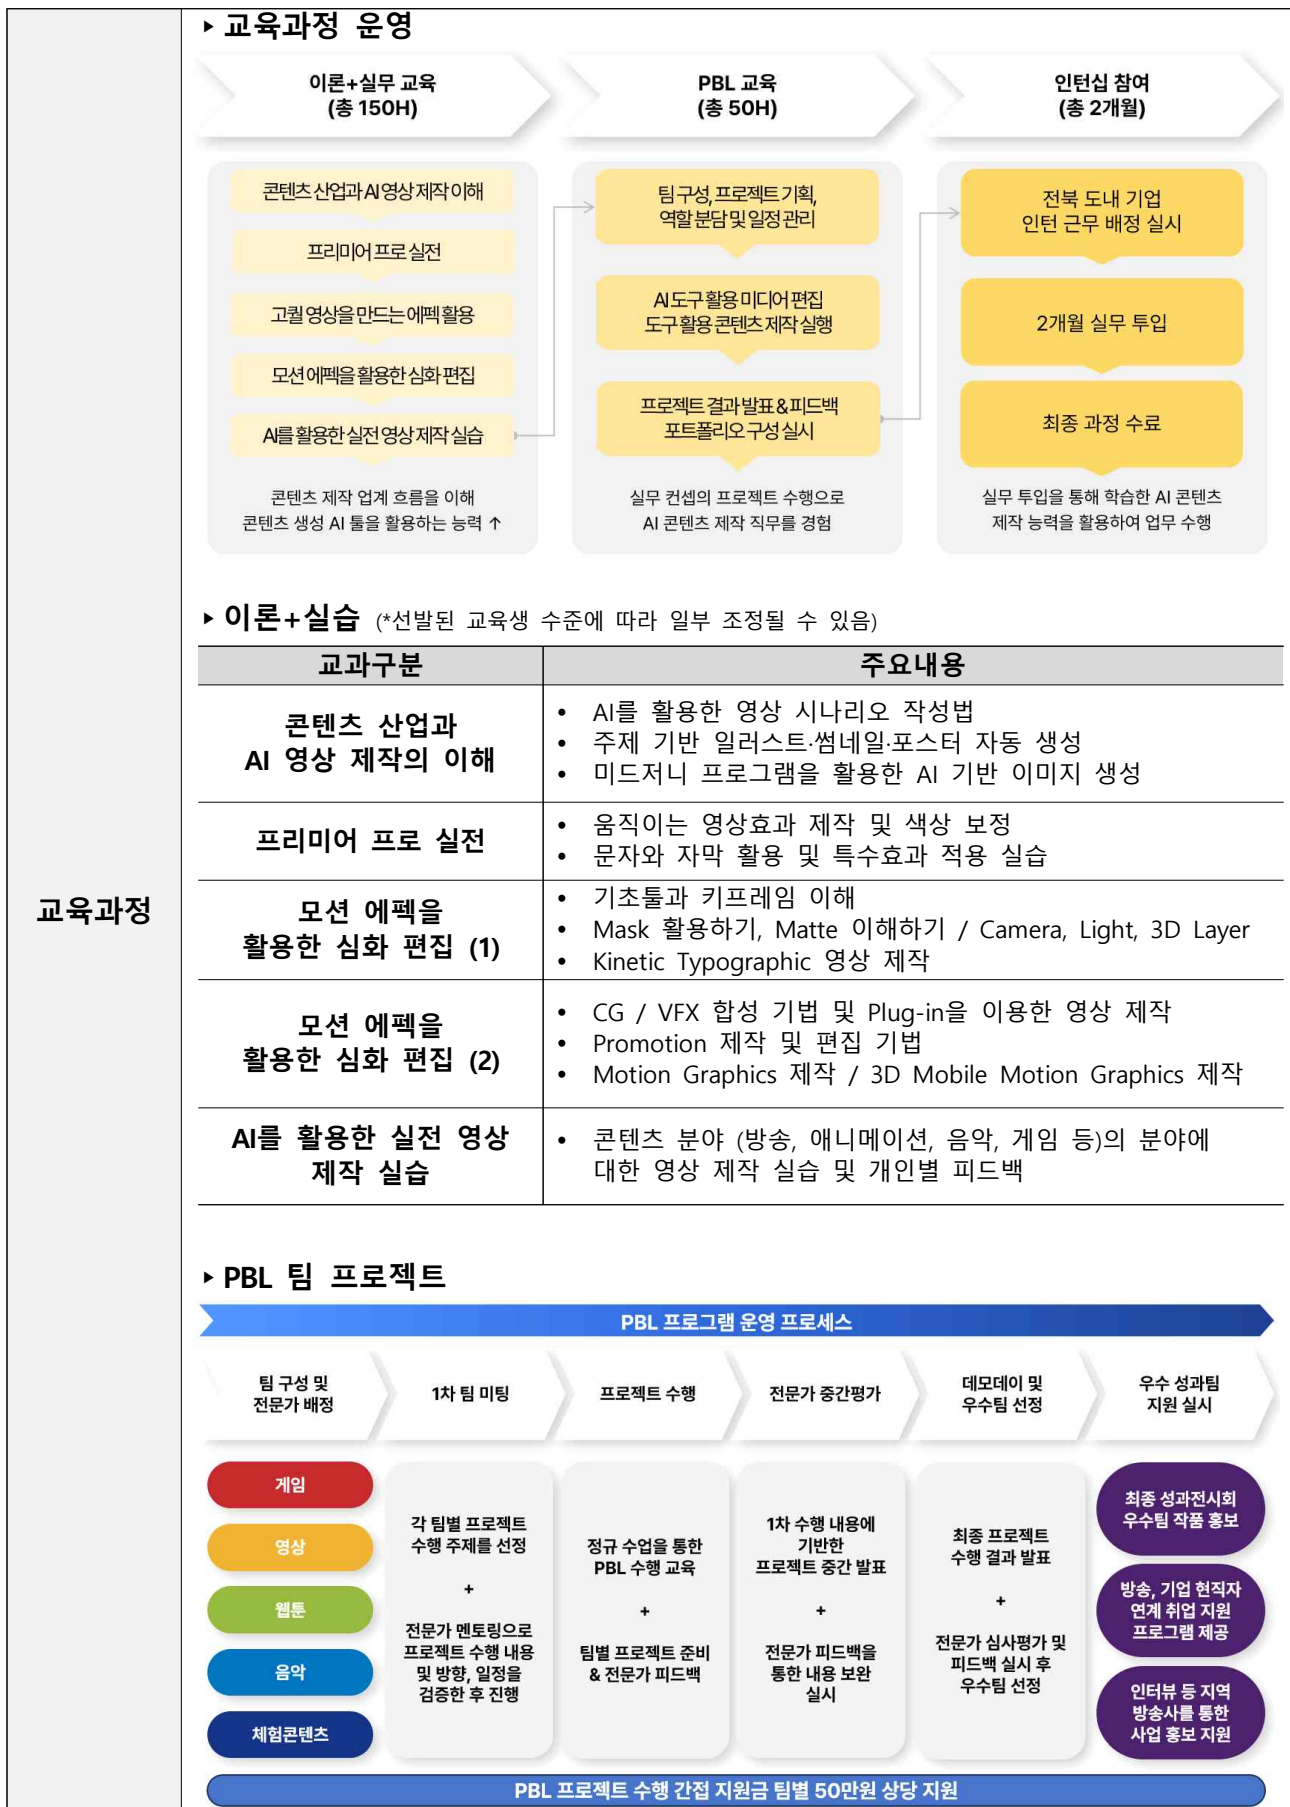 교육과정
▸ 교육과정 운영
이론+실무 교육
(총 150H)
PBL 교육
(총 50H)
인턴십 참여
(총 2개월)
콘텐츠 산업과 AI 영상 제작 이해
프리미어 프로 실전
고퀄 영상을 만드는 에펙 활용
모션 에펙을 활용한 심화 편집
AI를 활용한 실전 영상 제작 실습
콘텐츠 제작 업계 흐름을 이해
콘텐츠 생성 AI 툴을 활용하는 능력 ↑
팀 구성, 프로젝트 기획,
역할 분담 및 일정 관리
AI 도구 활용 미디어 편집
도구 활용 콘텐츠 제작 실행
프로젝트 결과 발표 & 피드백
포트폴리오 구성 실시
실무 컨셉의 프로젝트 수행으로
AI 콘텐츠 제작 직무를 경험
전북 도내 기업
인턴 근무 배정 실시
2개월 실무 투입
최종 과정 수료
실무 투입을 통해 학습한 AI 콘텐츠
제작 능력을 활용하여 업무 수행
▸ 이론+실습 (*선발된 교육생 수준에 따라 일부 조정될 수 있음)
교과구분
주요내용
콘텐츠 산업과
AI 영상 제작의 이해
• AI를 활용한 영상 시나리오 작성법
• 주제 기반 일러스트·썸네일·포스터 자동 생성
• 미드저니 프로그램을 활용한 AI 기반 이미지 생성
프리미어 프로 실전
• 움직이는 영상효과 제작 및 색상 보정
• 문자와 자막 활용 및 특수효과 적용 실습
모션 에펙을
활용한 심화 편집 (1)
• 기초툴과 키프레임 이해
• Mask 활용하기, Matte 이해하기 / Camera, Light, 3D Layer
• Kinetic Typographic 영상 제작
모션 에펙을
활용한 심화 편집 (2)
• CG / VFX 합성 기법 및 Plug-in을 이용한 영상 제작
• Promotion 제작 및 편집 기법
• Motion Graphics 제작 / 3D Mobile Motion Graphics 제작
AI를 활용한 실전 영상
제작 실습
• 콘텐츠 분야 (방송, 애니메이션, 음악, 게임 등)의 분야에
대한 영상 제작 실습 및 개인별 피드백
▸ PBL 팀 프로젝트
PBL 프로그램 운영 프로세스
팀 구성 및
전문가 배정
1차 팀 미팅
프로젝트 수행
전문가 중간평가
데모데이 및
우수팀 선정
우수 성과팀
지원 실시
게임
영상
웹툰
음악
체험콘텐츠
각 팀별 프로젝트
수행 주제를 선정
+
전문가 멘토링으로
프로젝트 수행 내용
및 방향, 일정을
검증한 후 진행
정규 수업을 통한
PBL 수행 교육
+
팀별 프로젝트 준비
& 전문가 피드백
1차 수행 내용에
기반한
프로젝트 중간 발표
+
전문가 피드백을
통한 내용 보완
실시
최종 프로젝트
수행 결과 발표
+
전문가 심사평가 및
피드백 실시 후
우수팀 선정
최종 성과전시회
우수팀 작품 홍보
방송, 기업 현직자
연계 취업 지원
프로그램 제공
인터뷰 등 지역
방송사를 통한
사업 홍보 지원
PBL 프로젝트 수행 간접 지원금 팀별 50만원 상당 지원